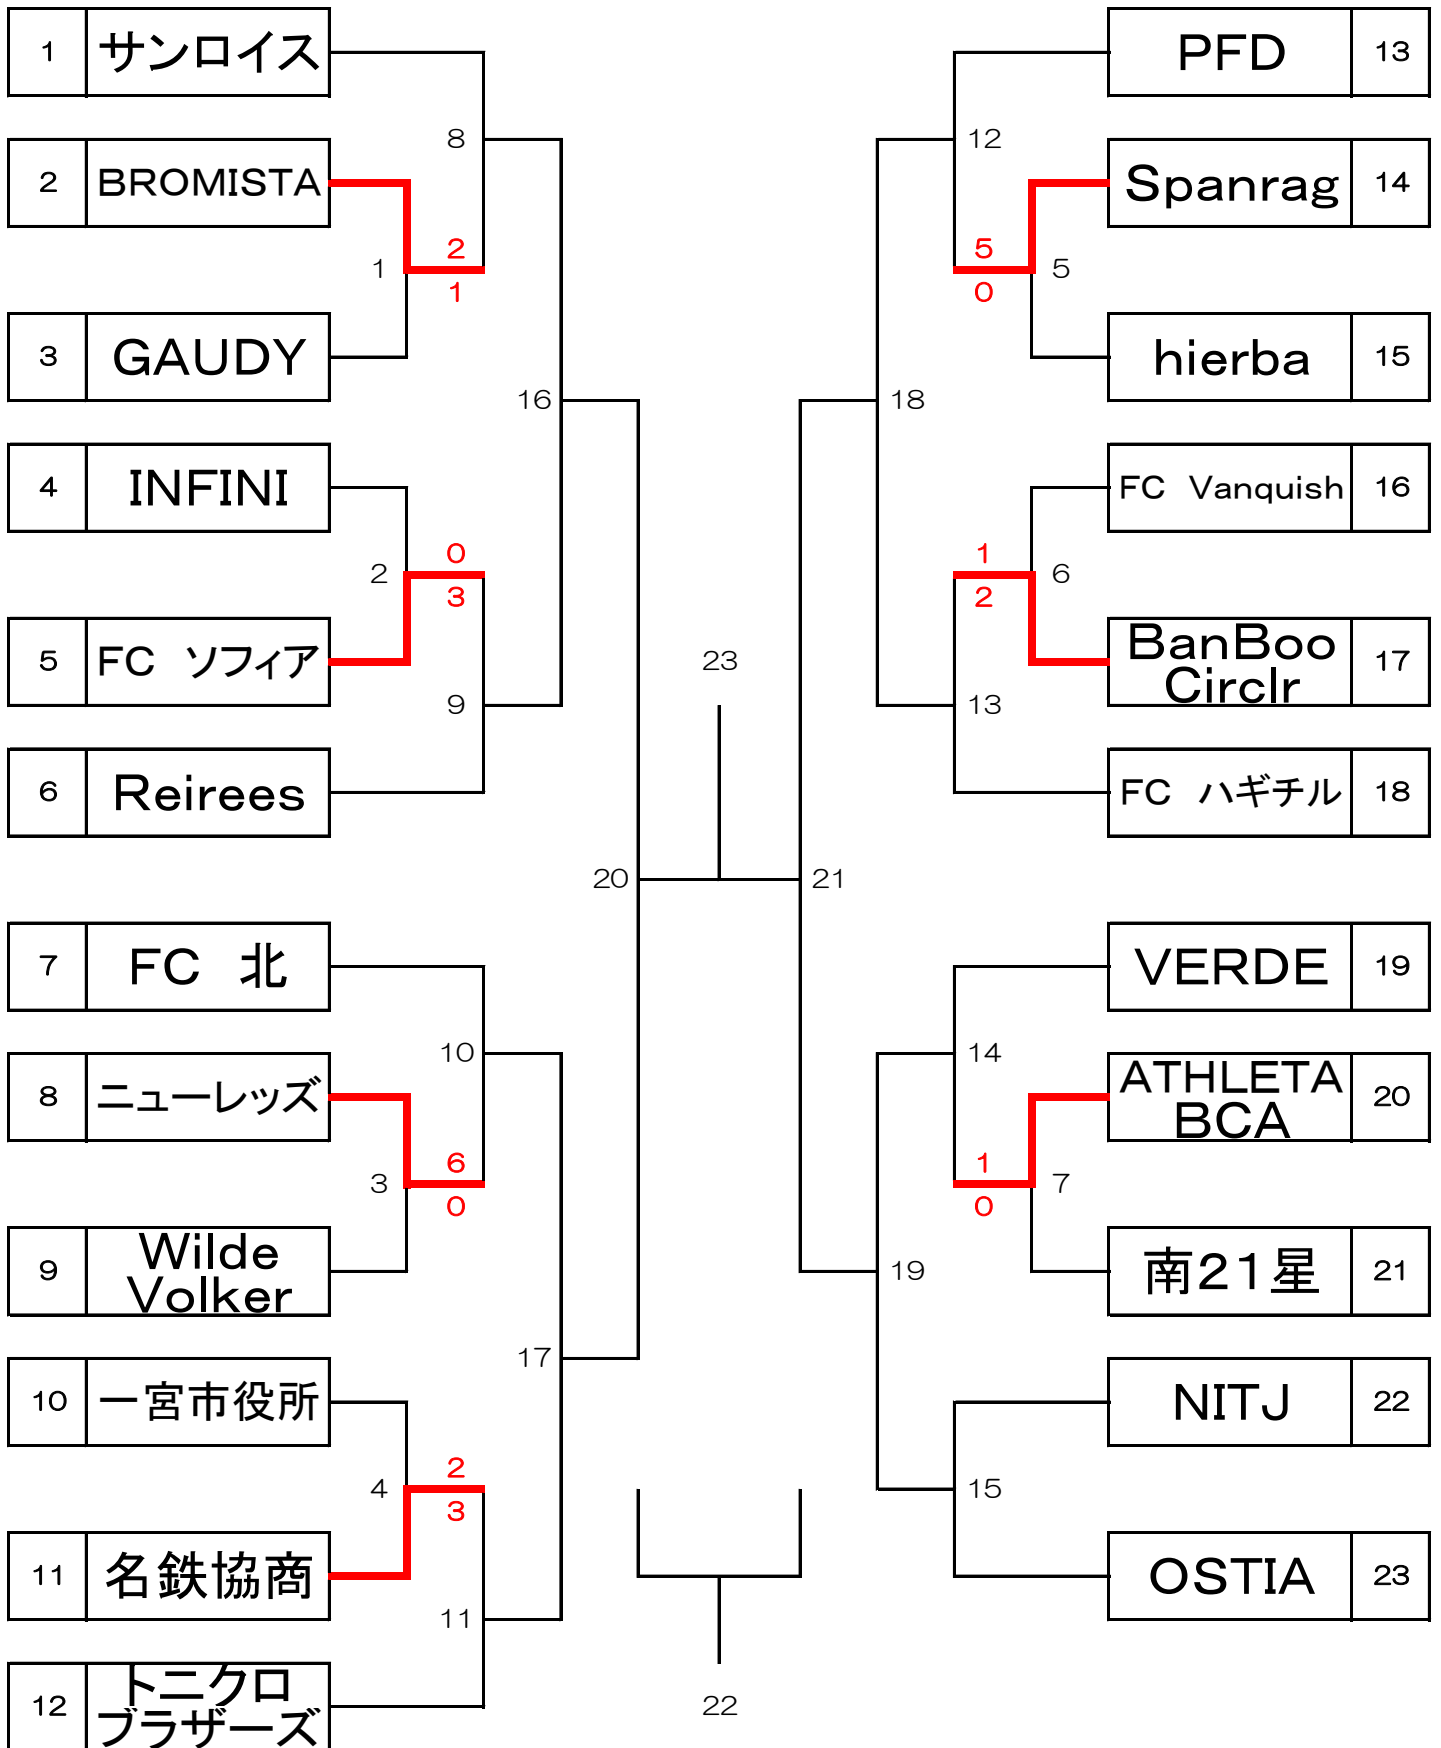 1 サンロイス
8
2 BROMISTA
1
2
1
3 GAUDY
16
4 INFINI
2
0
3
5 FC ソフィア
9
6 Reirees
20
7 FC 北
10
8 ニューレッズ
3
6
0
9 Wilde
Volker
17
10 一宮市役所
4
2
3
11 名鉄協商
11
12 トニクロ
ブラザーズ
23
22
PFD 13
12
Spanrag 14
5
0
5
hierba 15
18
FC Vanquish 16
1
2
6
BanBoo
Circlr 17
13
FC ハギチル 18
21
VERDE 19
14
ATHLETA
BCA 20
1
0
7
南21星 21
19
NITJ 22
15
OSTIA 23